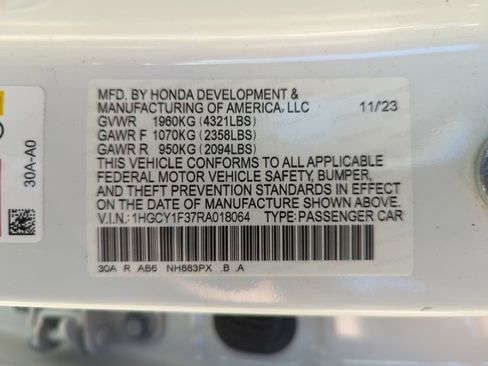 MFD. BY HONDA DEVELOPMENT &
MANUFACTURING OF AMERICA, LLC 11/23
GVWR 1960KG (4321LBS)
GAWR F 1070KG (2358LBS)
GAWR R 950KG (2094LBS)
THIS VEHICLE CONFORMS TO ALL APPLICABLE
FEDERAL MOTOR VEHICLE SAFETY, BUMPER,
AND THEFT PREVENTION STANDARDS IN EFFECT
ON THE DATE OF MANUFACTURE SHOWN ABOVE.
V.I.N.: 1HGCY1F37RA018064 TYPE: PASSENGER CAR
30A R AB6 NH883PX .B .A
30A-A0